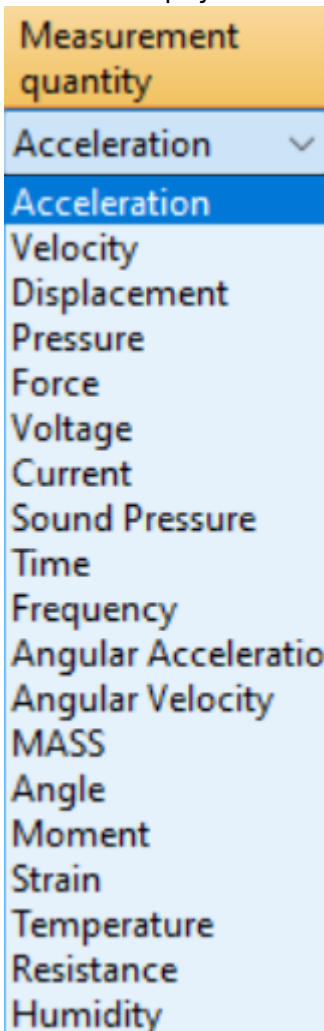 Measurement
quantity
Acceleration
Acceleration
Velocity
Displacement
Pressure
Force
Voltage
Current
Sound Pressure
Time
Frequency
Angular Acceleratio
Angular Velocity
MASS
Angle
Moment
Strain
Temperature
Resistance
Humidity